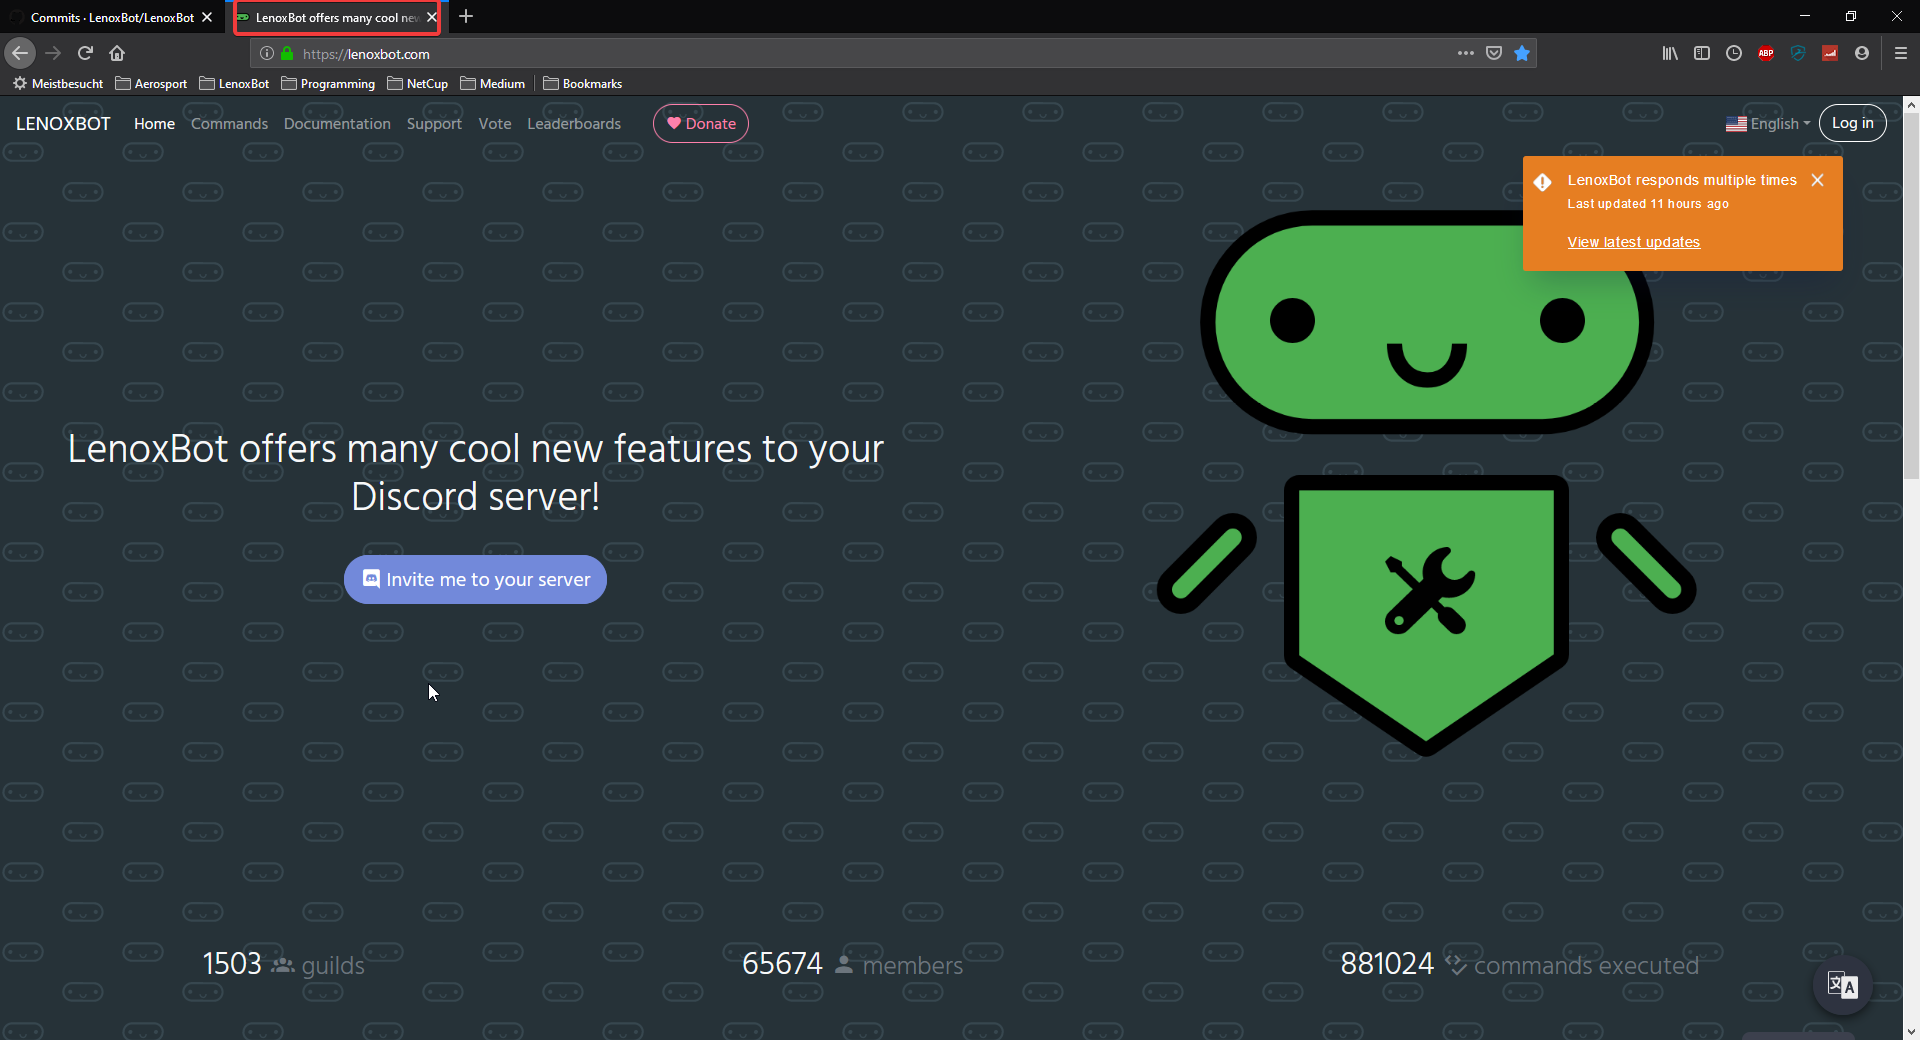 Commits · LenoxBot/LenoxBot
LenoxBot offers many cool new
https://lenoxbot.com
ABP
Meistbesucht
Aerosport
LenoxBot
Programming
NetCup
Medium
Bookmarks
LENOXBOT
Home
Commands
Documentation
Support
Vote
Leaderboards
Donate
English
Log in
LenoxBot responds multiple times
Last updated 11 hours ago
View latest updates
LenoxBot offers many cool new features to your
Discord server!
Invite me to your server
1503 guilds
65674 members
881024 commands executed
文 A